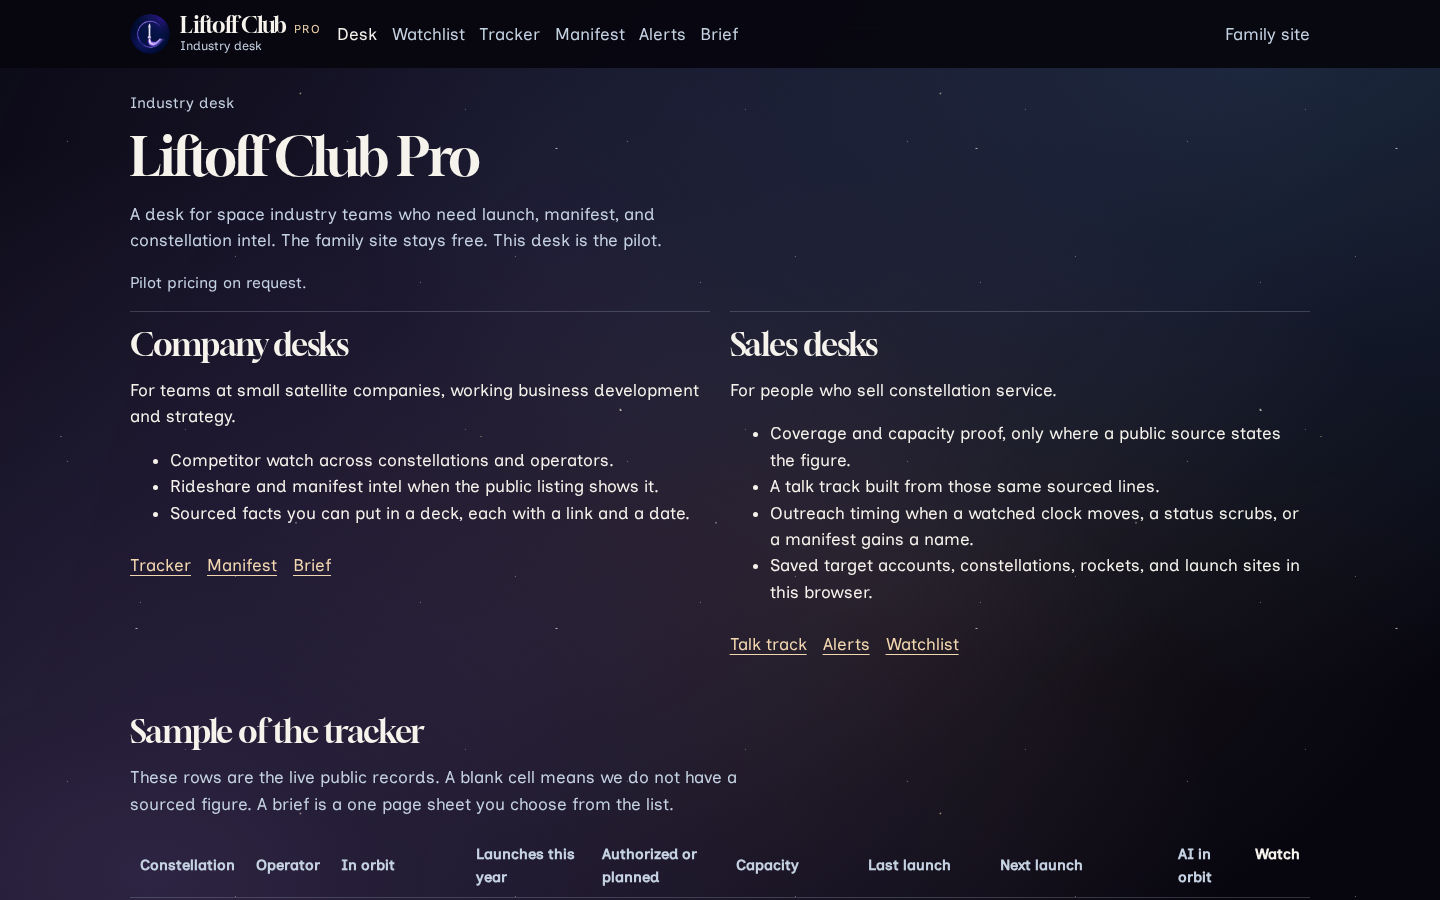 Liftoff Club PRO
Industry desk
Desk Watchlist Tracker Manifest Alerts Brief
Family site
Industry desk
Liftoff Club Pro
A desk for space industry teams who need launch, manifest, and
constellation intel. The family site stays free. This desk is the pilot.
Pilot pricing on request.
Company desks
For teams at small satellite companies, working business development
and strategy.
• Competitor watch across constellations and operators.
• Rideshare and manifest intel when the public listing shows it.
• Sourced facts you can put in a deck, each with a link and a date.
Tracker Manifest Brief
Sales desks
For people who sell constellation service.
• Coverage and capacity proof, only where a public source states
the figure.
• A talk track built from those same sourced lines.
• Outreach timing when a watched clock moves, a status scrubs, or
a manifest gains a name.
• Saved target accounts, constellations, rockets, and launch sites in
this browser.
Talk track Alerts Watchlist
Sample of the tracker
These rows are the live public records. A blank cell means we do not have a
sourced figure. A brief is a one page sheet you choose from the list.
Constellation Operator In orbit Launches this year Authorized or planned Capacity Last launch Next launch AI in orbit Watch